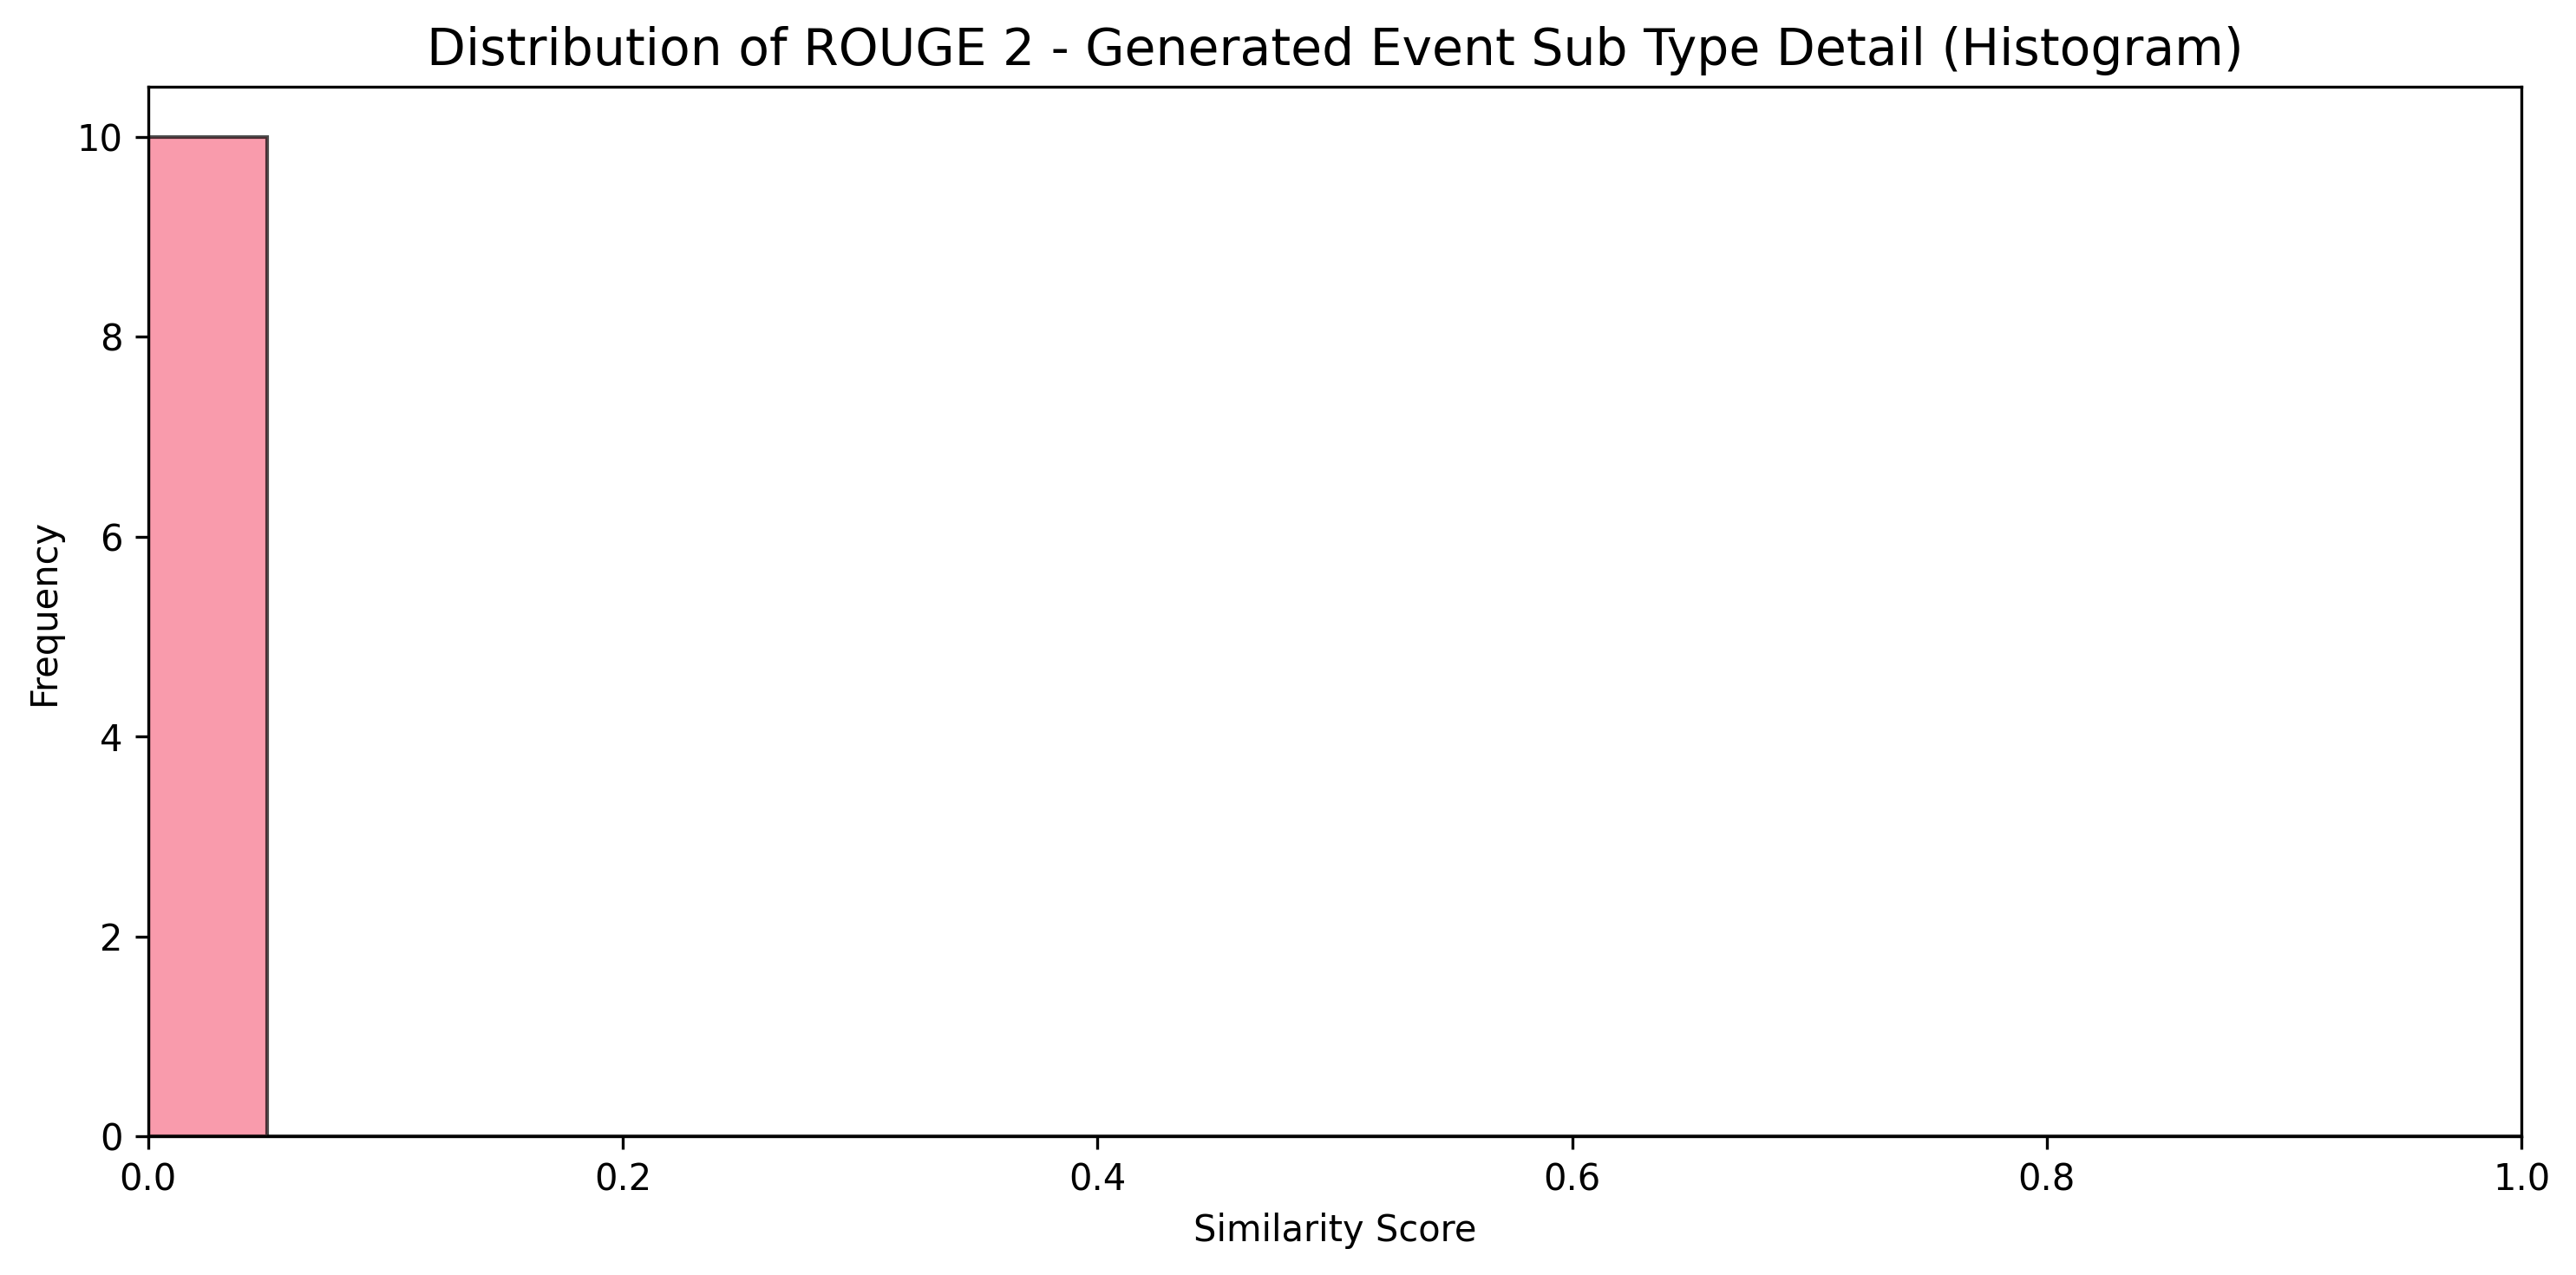 Distribution of ROUGE 2 - Generated Event Sub Type Detail (Histogram)
10
8
6
4
2
0
Frequency
0.0 0.2 0.4 0.6 0.8 1.0
Similarity Score